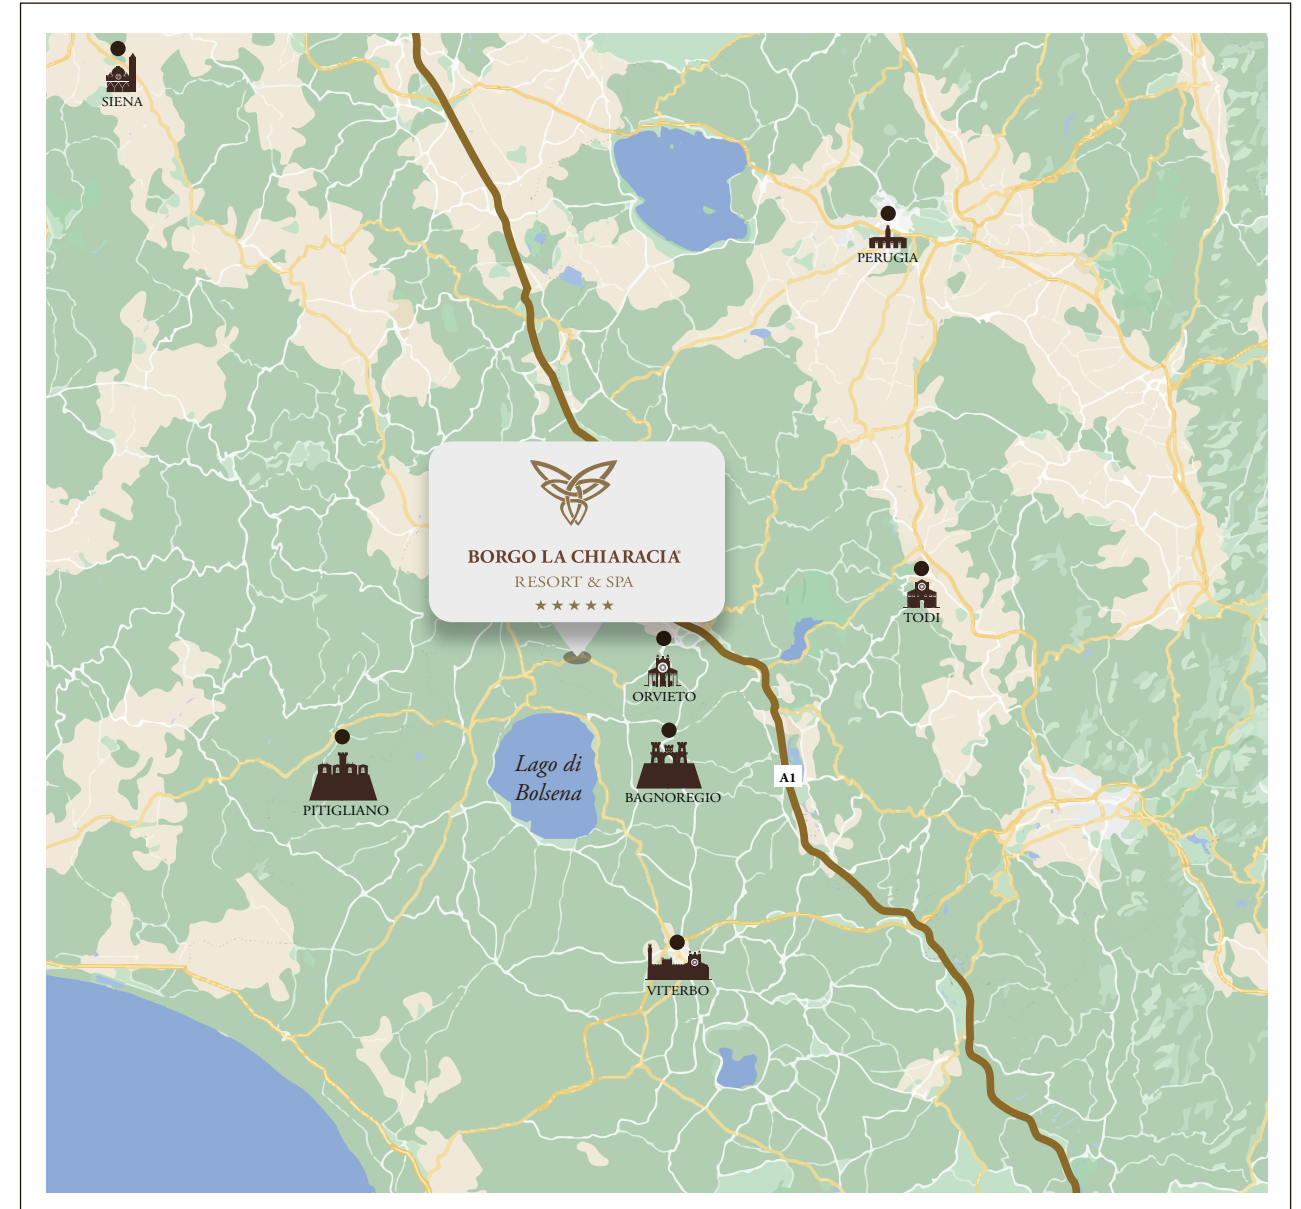 SIENA
PERUGIA
BORGO LA CHIARACIA®
RESORT & SPA
★★★★★
TODI
ORVIETO
Lago di
Bolsena
A1
BAGNOREGIO
PITIGLIANO
VITERBO